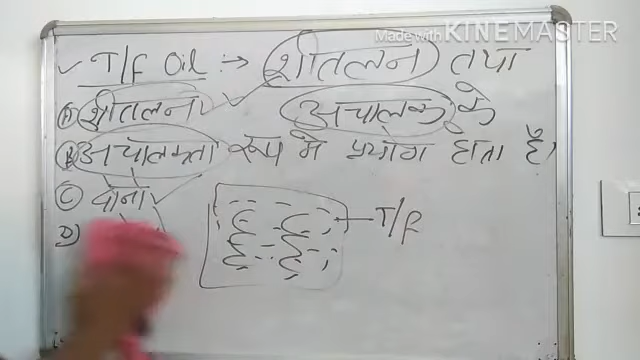 Made with KINEMASTER
✓ T/f Oil :→ शीतलन तथा
A) शीतलन ✓ ✓ अचालक के
B) अचालकता रूप मे प्रयोग होता है।
C) दोनो ✓
T/f
D)